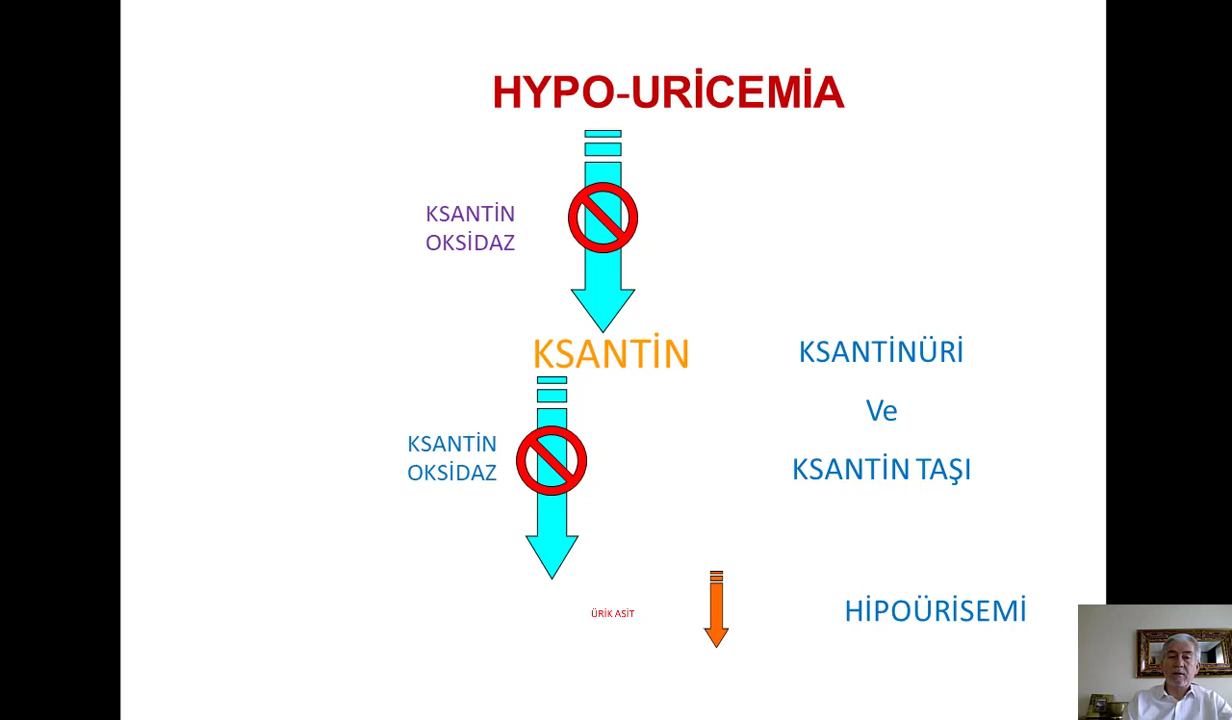 HYPO-URİCEMİA
KSANTİN
OKSİDAZ
KSANTİN
KSANTİNÜRİ
Ve
KSANTİN
OKSİDAZ
KSANTİN TAŞI
ÜRİK ASİT
HİPOÜRİSEMİ